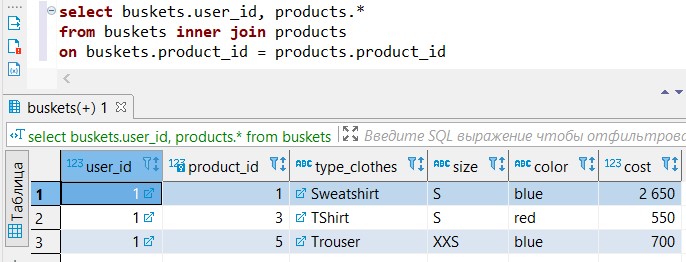 select buskets.user_id, products.*
from buskets inner join products
on buskets.product_id = products.product_id
buskets(+) 1
select buskets.user_id, products.* from buskets
Введите SQL выражение чтобы отфильтрова
Таблица
123 user_id 123 product_id ABC type_clothes ABC size ABC color 123 cost
1 1 1 Sweatshirt S blue 2 650
2 1 3 TShirt S red 550
3 1 5 Trouser XXS blue 700